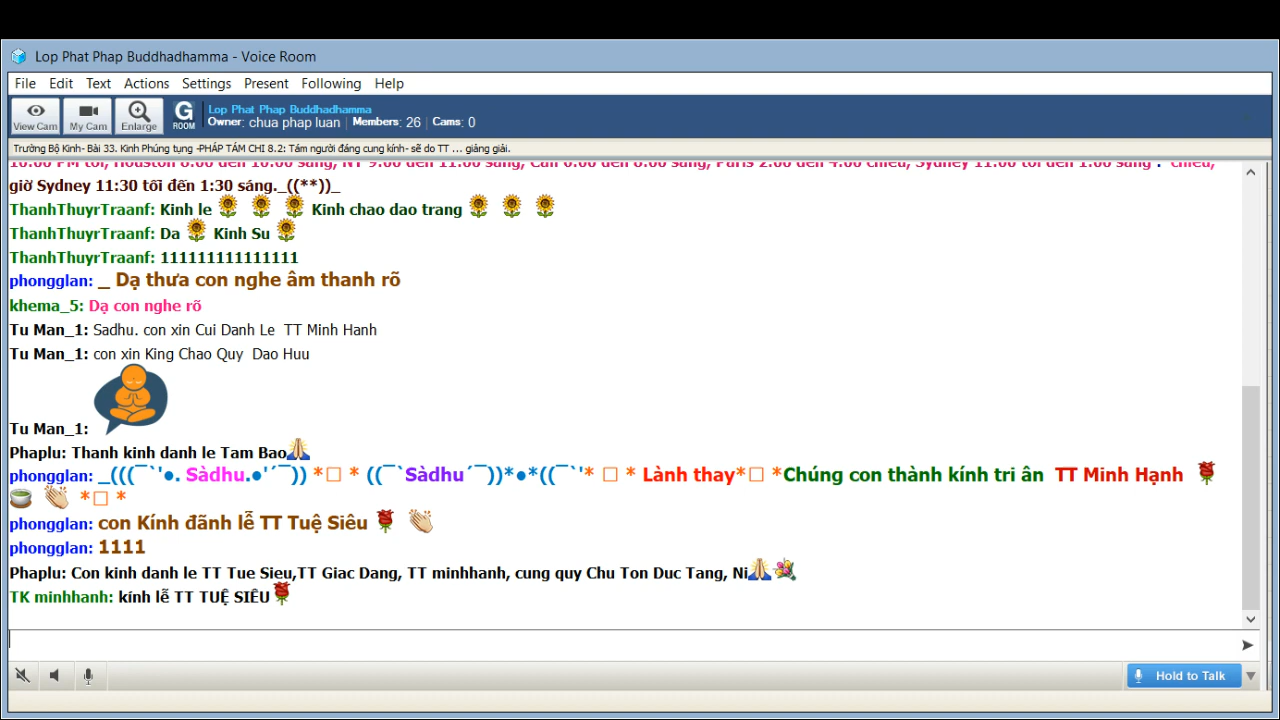 Lop Phat Phap Buddhadhamma - Voice Room
File Edit Text Actions Settings Present Following Help
View Cam My Cam Enlarge G ROOM Lop Phat Phap Buddhadhamma
Owner: chua phap luan | Members: 26 | Cams: 0
Trường Bộ Kinh- Bài 33. Kinh Phúng tụng -PHÁP TÁM CHI 8.2: Tám người đáng cung kính- sẽ do TT ... giảng giải.
giờ Sydney 11:30 tối đến 1:30 sáng._((**))_
ThanhThuyrTraanf: Kinh le 🌻 🌻 🌻 Kinh chao dao trang 🌻 🌻 🌻
ThanhThuyrTraanf: Da 🌻 Kinh Su 🌻
ThanhThuyrTraanf: 111111111111111
phongglan: _ Dạ thưa con nghe âm thanh rõ
khema_5: Dạ con nghe rõ
Tu Man_1: Sadhu. con xin Cui Danh Le TT Minh Hanh
Tu Man_1: con xin King Chao Quy Dao Huu
Tu Man_1:
Phaplu: Thanh kinh danh le Tam Bao🙏
phongglan: _(((¯`'●. Sàdhu.●'´¯)) *□ * ((¯`Sàdhu´¯))*●*((¯`'* □ * Lành thay*□ *Chúng con thành kính tri ân TT Minh Hạnh 🌹
🍵 👏 *□ *
phongglan: con Kính đãnh lễ TT Tuệ Siêu 🌹 👏
phongglan: 1111
Phaplu: Con kinh danh le TT Tue Sieu,TT Giac Dang, TT minhhanh, cung quy Chu Ton Duc Tang, Ni🙏💐
TK minhhanh: kính lễ TT TUỆ SIÊU🌹
Hold to Talk